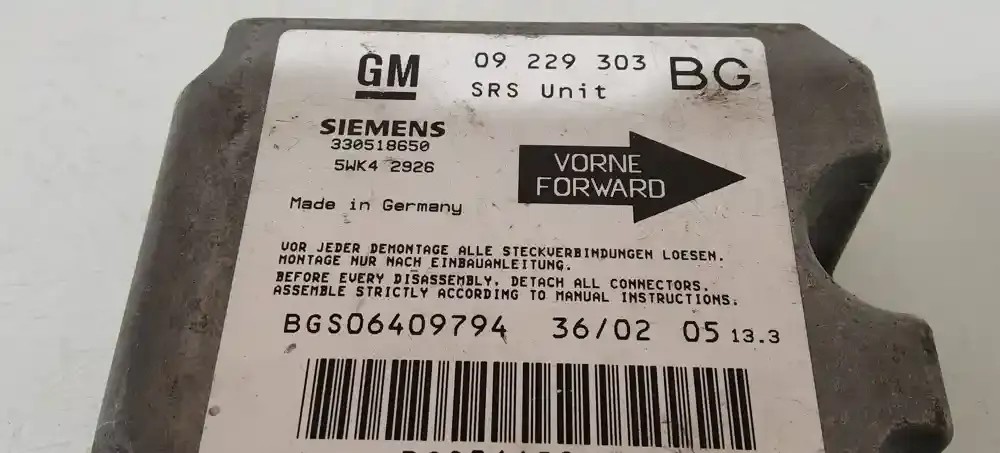 GM 09 229 303 BG
SRS Unit
SIEMENS
330518650
5WK4 2926
VORNE
FORWARD
Made in Germany
VOR JEDER DEMONTAGE ALLE STECKVERBINDUNGEN LOESEN.
MONTAGE NUR NACH EINBAUANLEITUNG.
BEFORE EVERY DISASSEMBLY, DETACH ALL CONNECTORS.
ASSEMBLE STRICTLY ACCORDING TO MANUAL INSTRUCTIONS.
BGS06409794 36/02 05 13.3